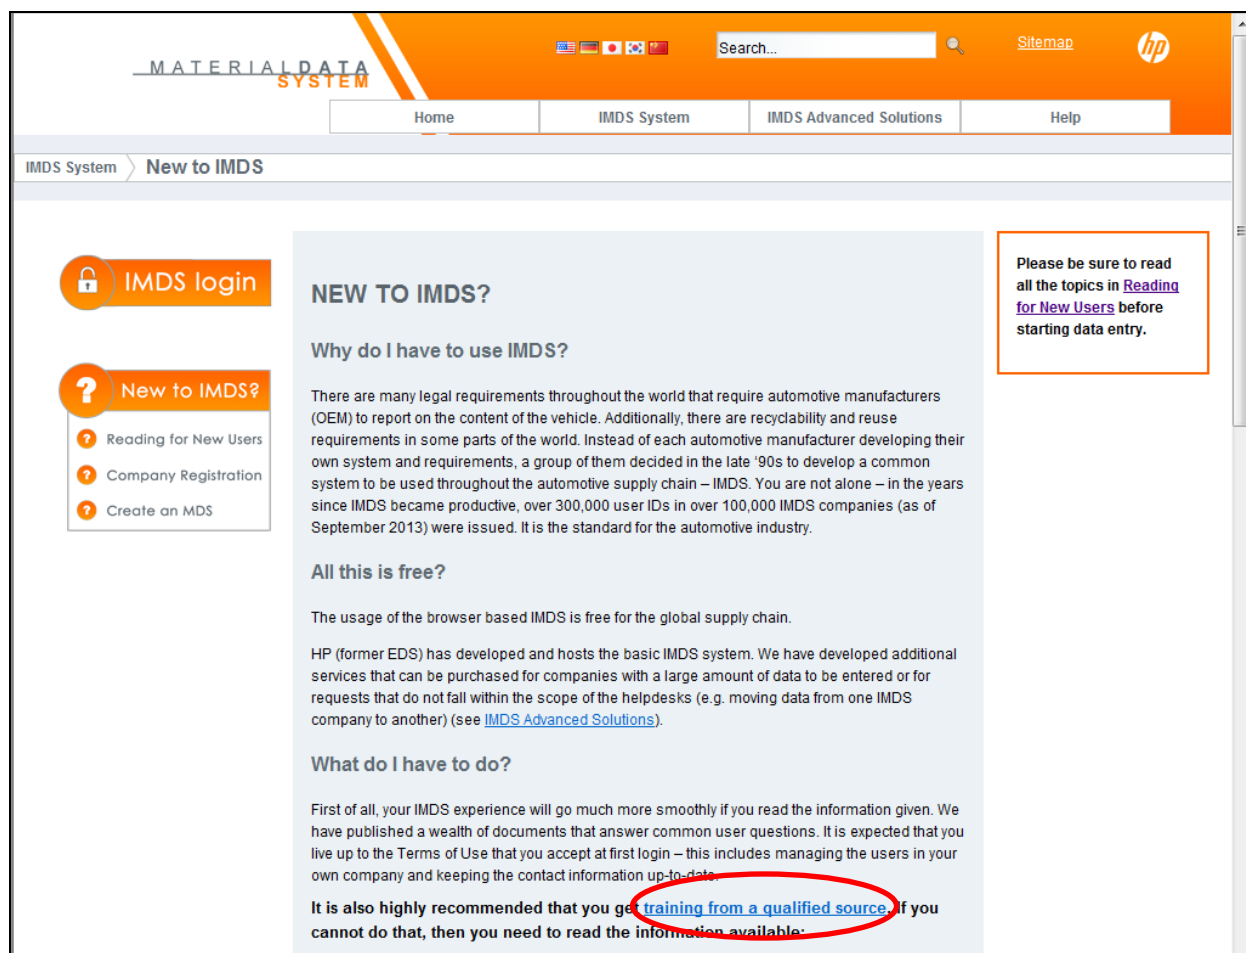 MATERIALDATA
SYSTEM
Search...
Sitemap
hp
Home
IMDS System
IMDS Advanced Solutions
Help
IMDS System
New to IMDS
IMDS login
New to IMDS?
Reading for New Users
Company Registration
Create an MDS
NEW TO IMDS?
Why do I have to use IMDS?
There are many legal requirements throughout the world that require automotive manufacturers
(OEM) to report on the content of the vehicle. Additionally, there are recyclability and reuse
requirements in some parts of the world. Instead of each automotive manufacturer developing their
own system and requirements, a group of them decided in the late ‘90s to develop a common
system to be used throughout the automotive supply chain – IMDS. You are not alone – in the years
since IMDS became productive, over 300,000 user IDs in over 100,000 IMDS companies (as of
September 2013) were issued. It is the standard for the automotive industry.
All this is free?
The usage of the browser based IMDS is free for the global supply chain.
HP (former EDS) has developed and hosts the basic IMDS system. We have developed additional
services that can be purchased for companies with a large amount of data to be entered or for
requests that do not fall within the scope of the helpdesks (e.g. moving data from one IMDS
company to another) (see IMDS Advanced Solutions).
What do I have to do?
First of all, your IMDS experience will go much more smoothly if you read the information given. We
have published a wealth of documents that answer common user questions. It is expected that you
live up to the Terms of Use that you accept at first login – this includes managing the users in your
own company and keeping the contact information up-to-date.
It is also highly recommended that you get training from a qualified source. If you
cannot do that, then you need to read the information available:
Please be sure to read
all the topics in Reading
for New Users before
starting data entry.